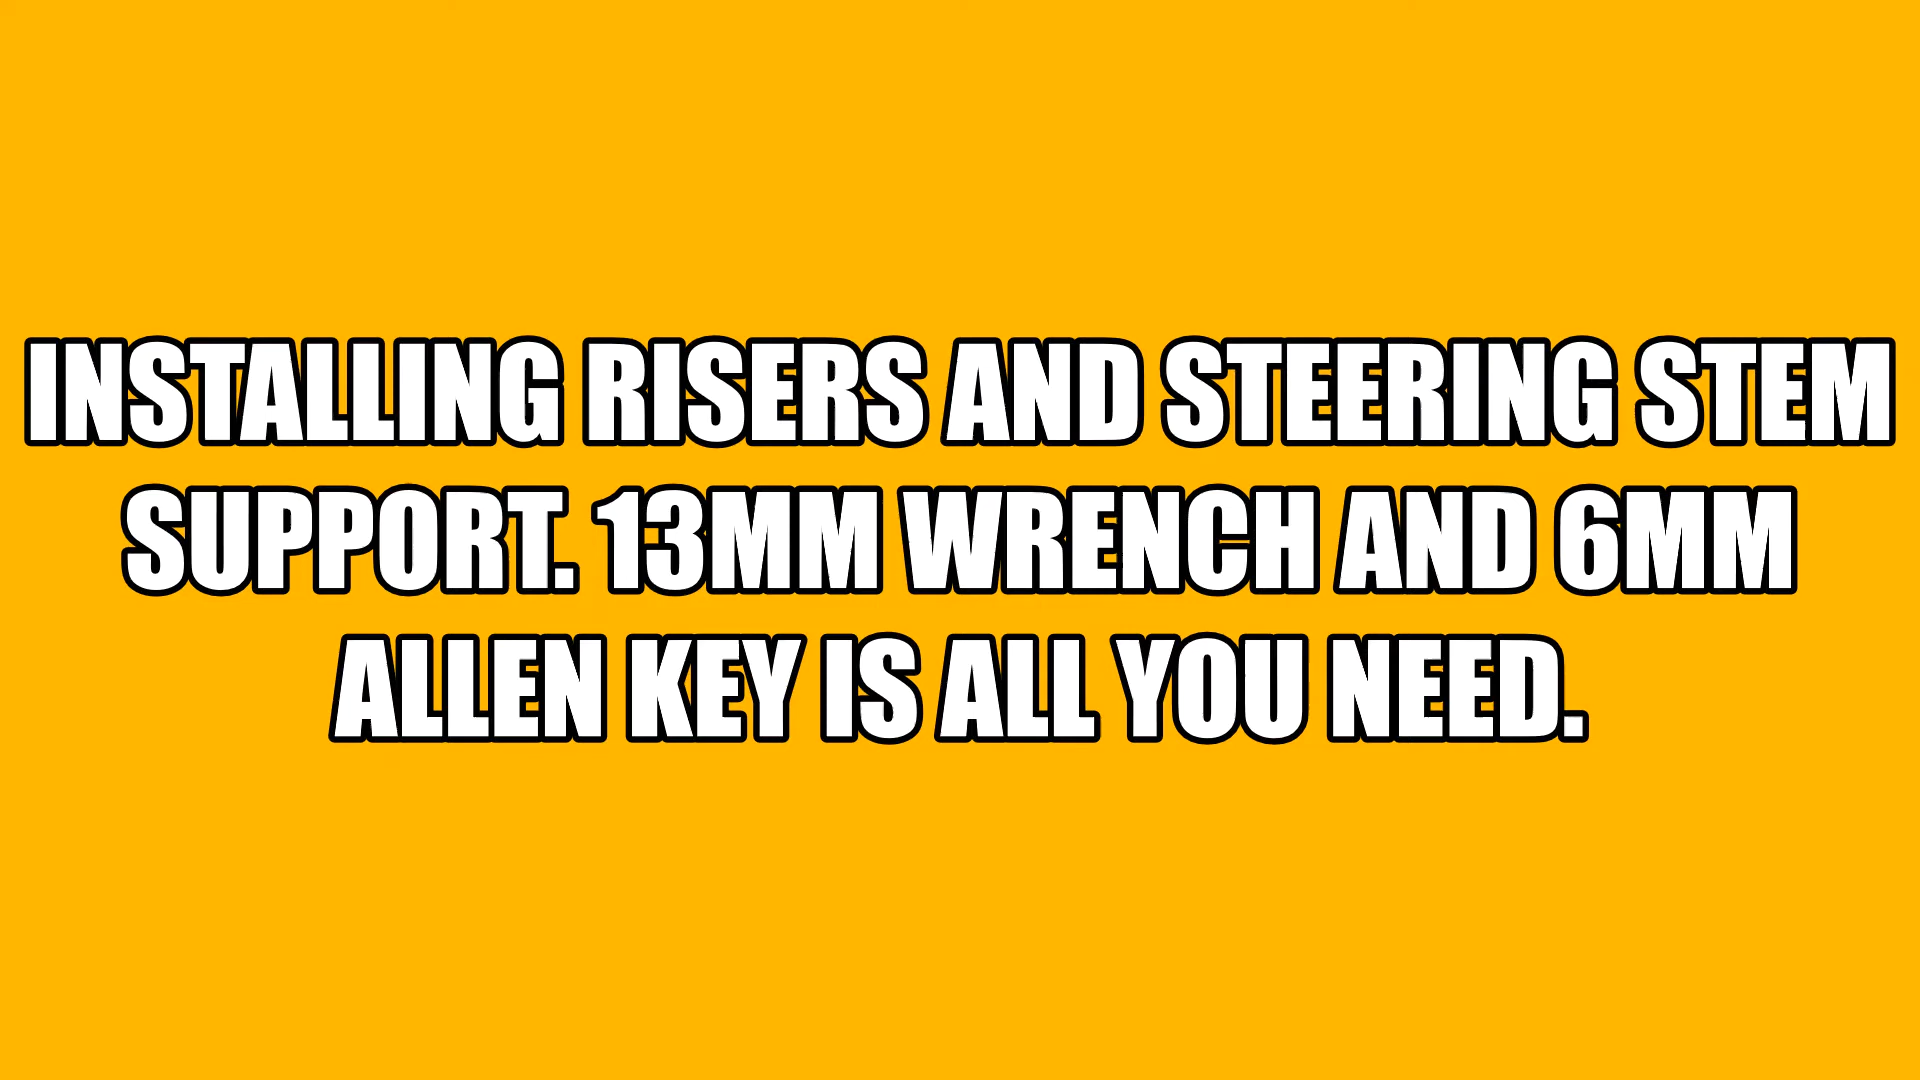 INSTALLING RISERS AND STEERING STEM
SUPPORT. 13MM WRENCH AND 6MM
ALLEN KEY IS ALL YOU NEED.